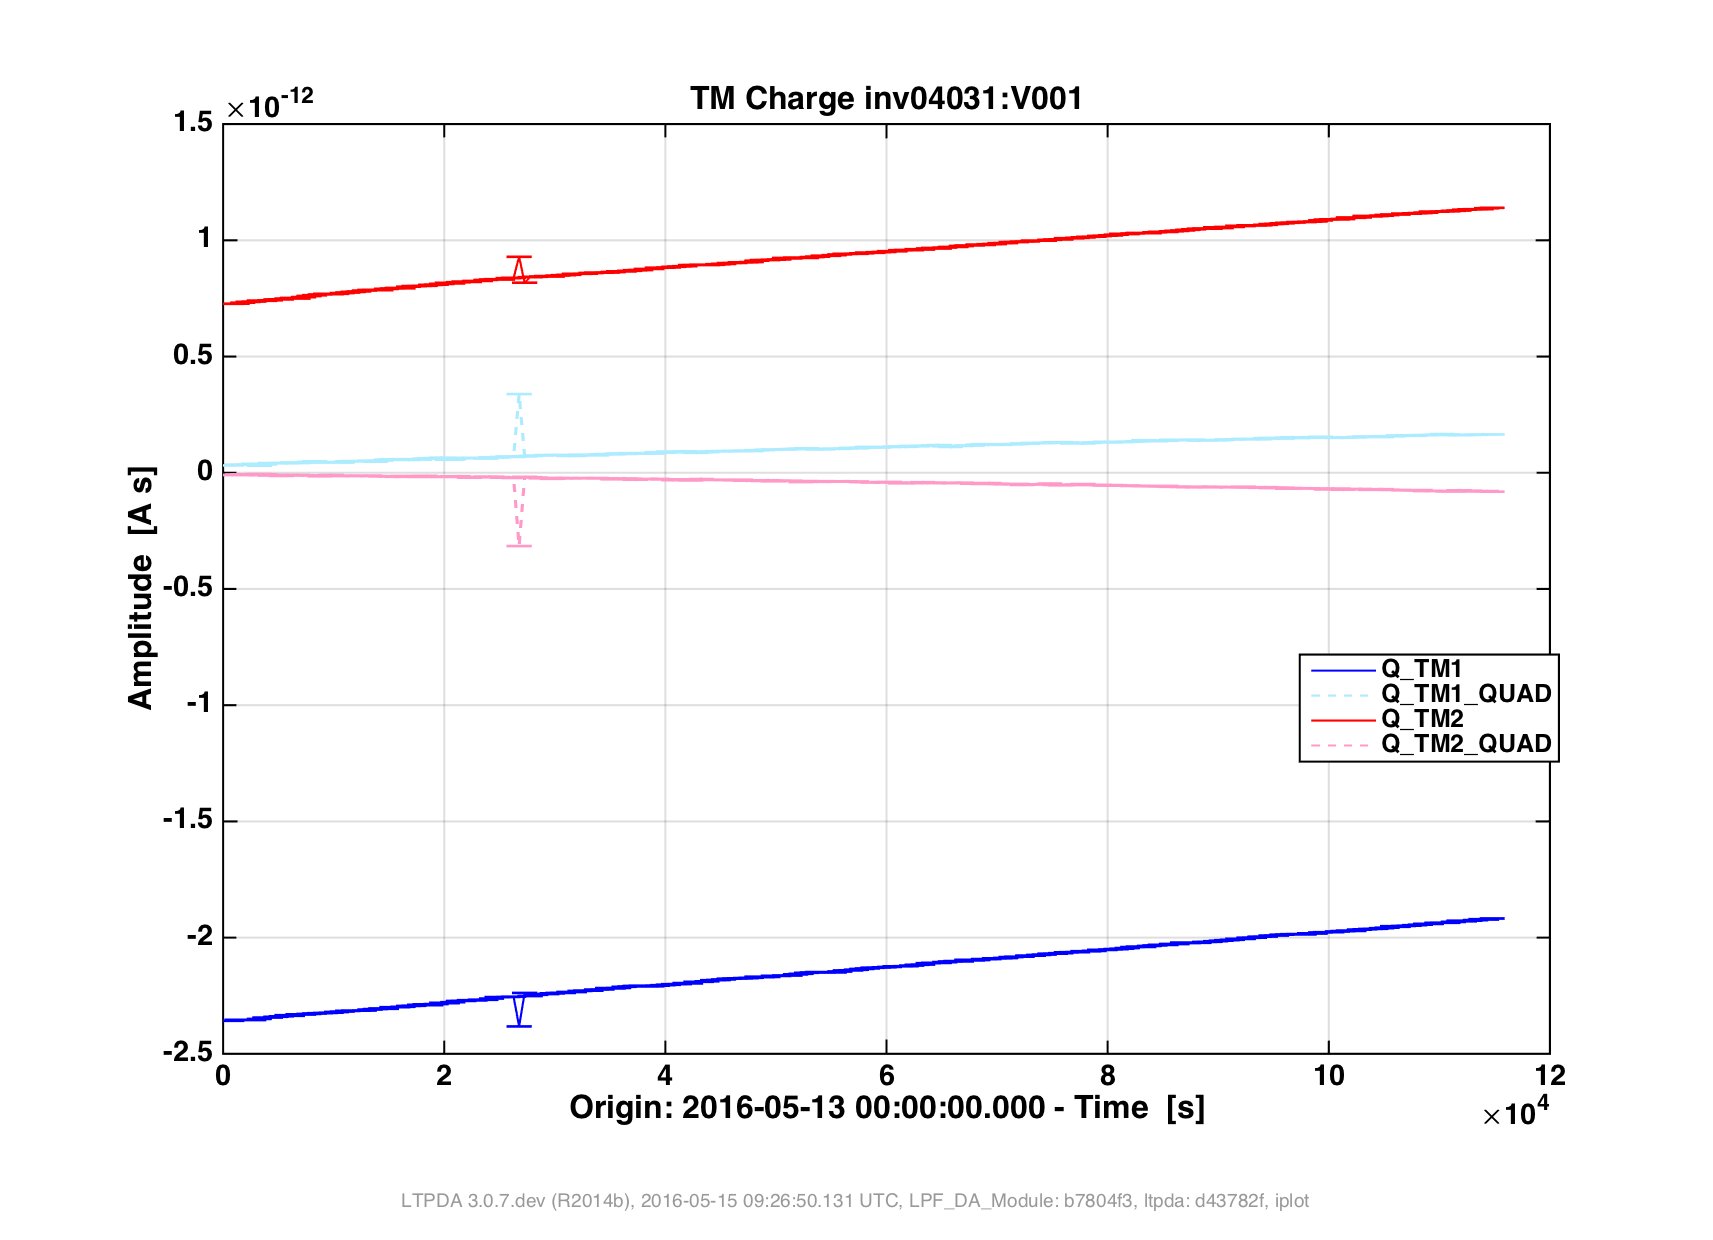 TM Charge inv04031:V001
×10-12
1.5
1
0.5
0
-0.5
-1
-1.5
-2
-2.5
Amplitude [A s]
Q_TM1
Q_TM1_QUAD
Q_TM2
Q_TM2_QUAD
0 2 4 6 8 10 12
Origin: 2016-05-13 00:00:00.000 - Time [s]
×104
LTPDA 3.0.7.dev (R2014b), 2016-05-15 09:26:50.131 UTC, LPF_DA_Module: b7804f3, ltpda: d43782f, iplot